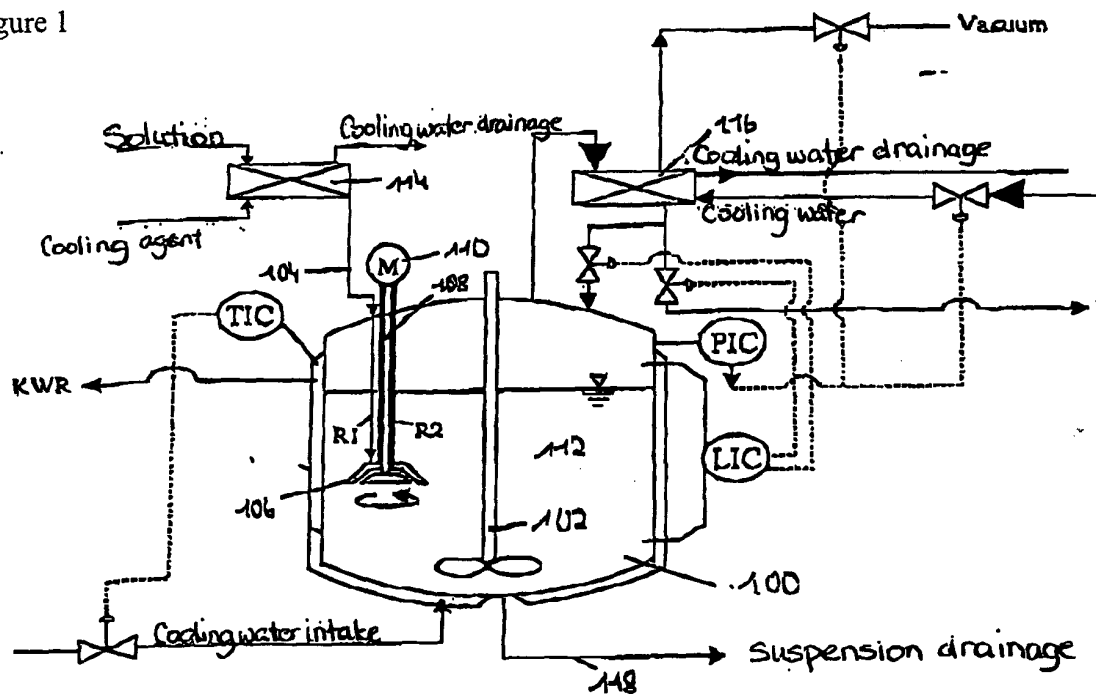 gure 1
Vacuum
Solution
Cooling water drainage
116
Cooling water drainage
114
Cooling agent
Cooling water
104
M
110
108
TIC
PIC
KWR
R1
R2
112
LIC
106
102
100
Cooling water intake
Suspension drainage
118